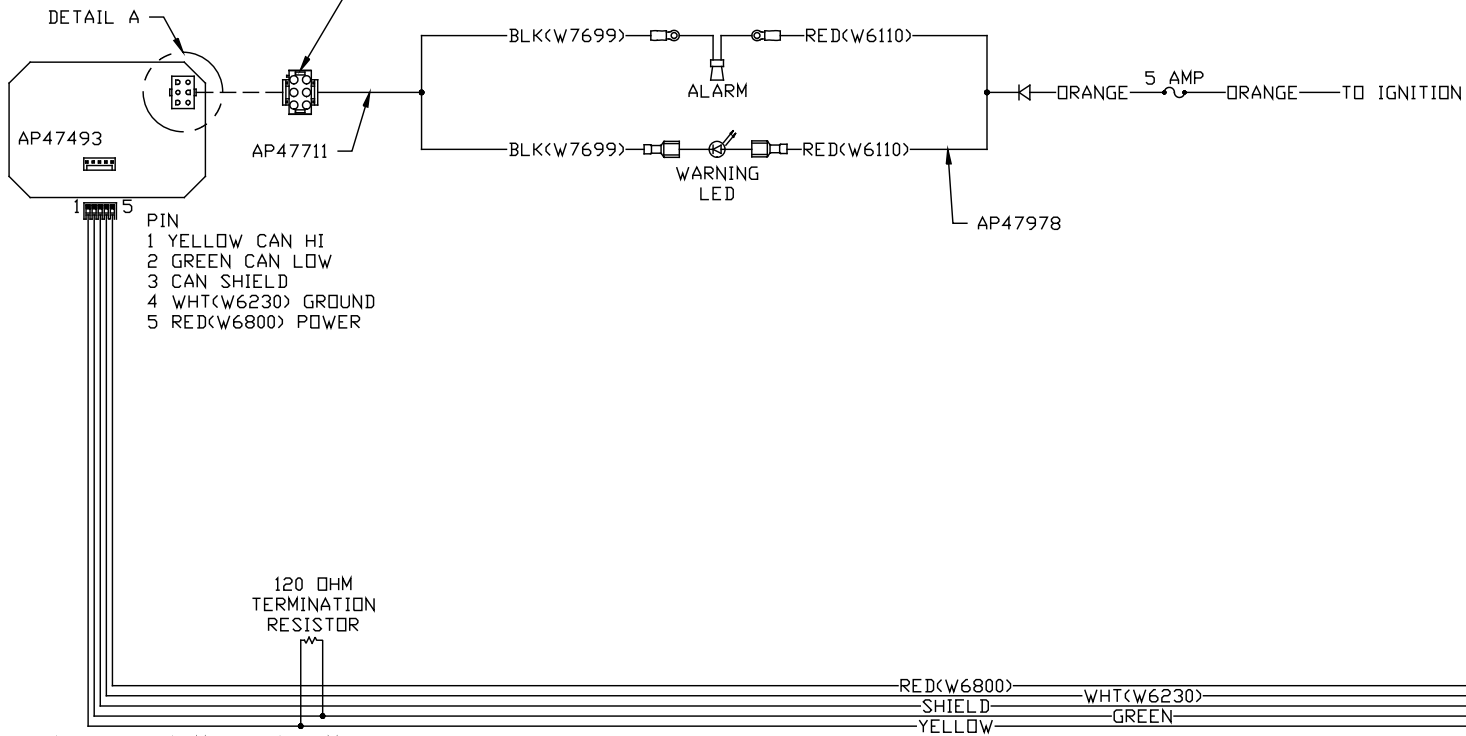 DETAIL A
BLK(W7699)
RED(W6110)
ALARM
5 AMP
ORANGE
ORANGE
TO IGNITION
AP47493
AP47711
BLK(W7699)
RED(W6110)
WARNING
LED
AP47978
1
5
PIN
1 YELLOW CAN HI
2 GREEN CAN LOW
3 CAN SHIELD
4 WHT(W6230) GROUND
5 RED(W6800) POWER
120 OHM
TERMINATION
RESISTOR
RED(W6800)
WHT(W6230)
SHIELD
GREEN
YELLOW